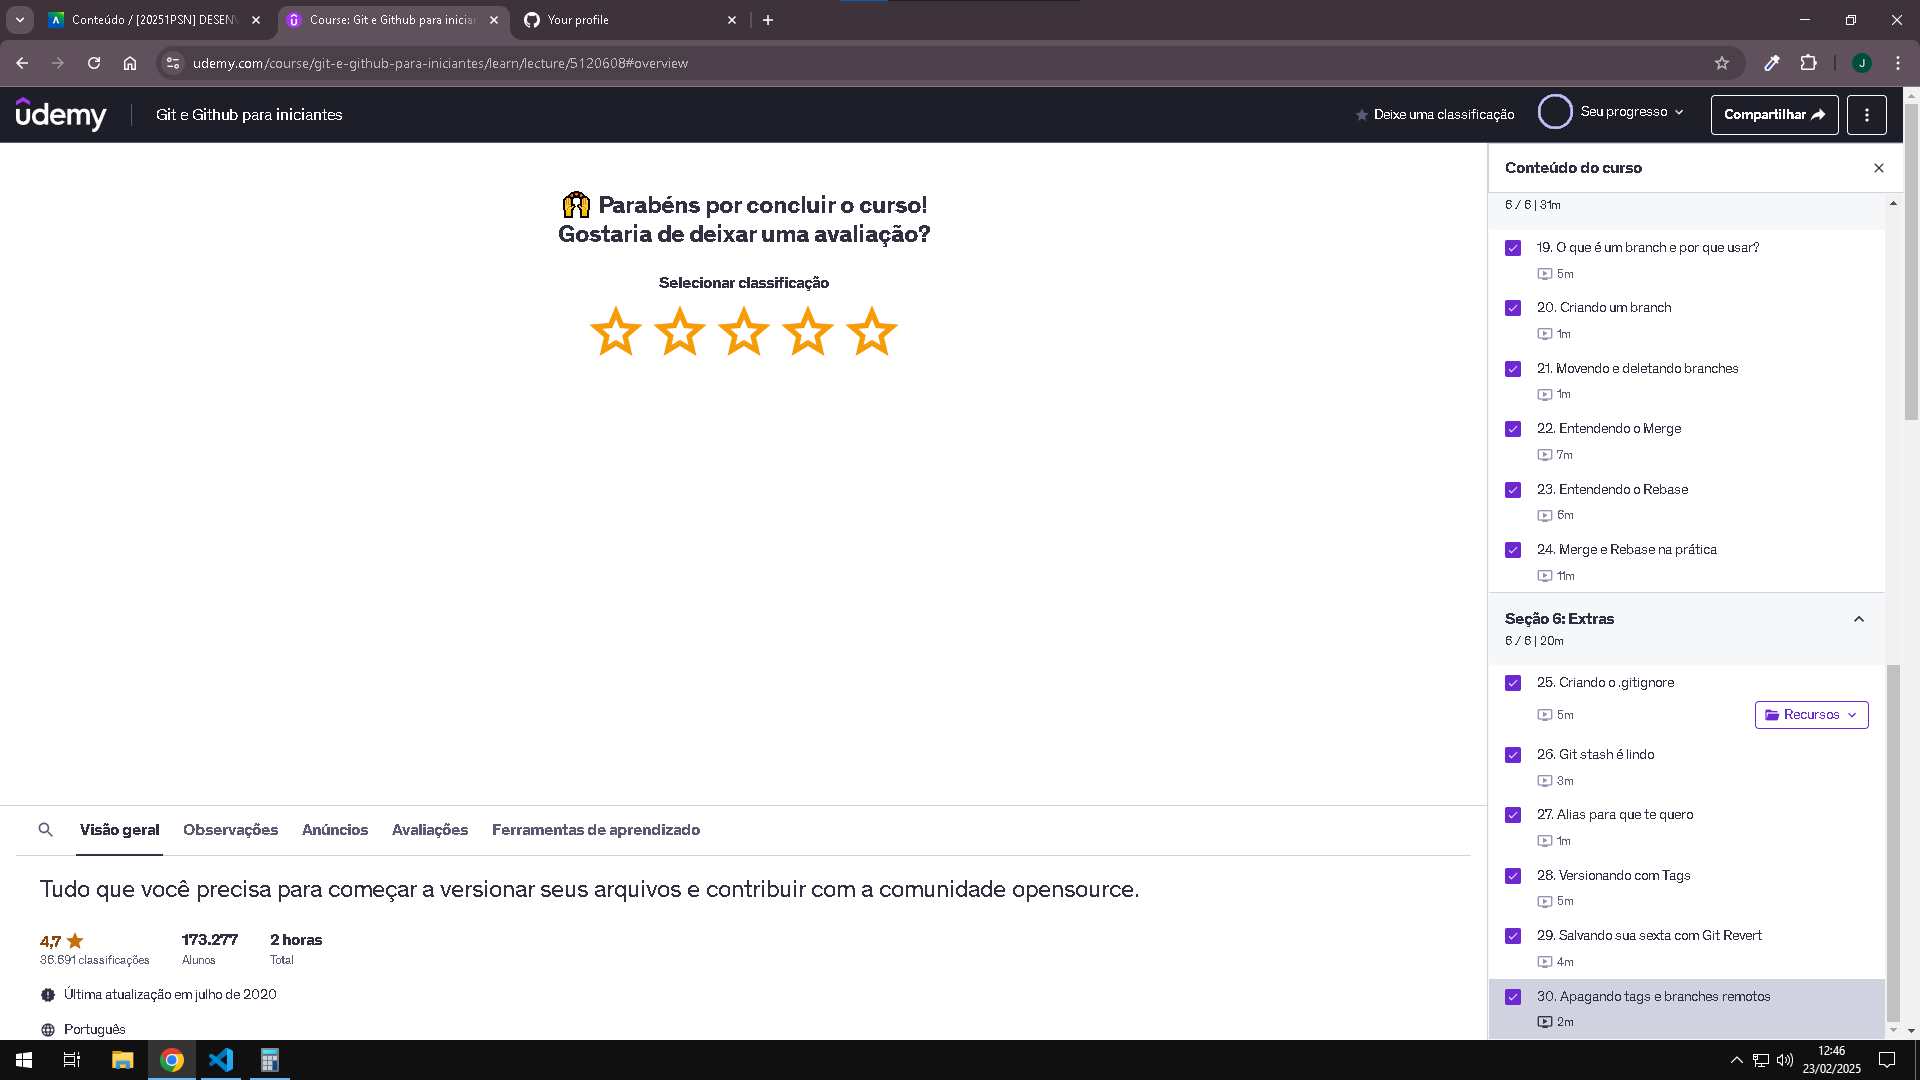 Conteúdo / [20251PSN] DESENV
Course: Git e Github para iniciar
Your profile
udemy.com/course/git-e-github-para-iniciantes/learn/lecture/5120608#overview
J
udemy
Git e Github para iniciantes
Deixe uma classificação
Seu progresso
Compartilhar
Parabéns por concluir o curso!
Gostaria de deixar uma avaliação?
Selecionar classificação
Conteúdo do curso
6 / 6 | 31m
19. O que é um branch e por que usar?
5m
20. Criando um branch
1m
21. Movendo e deletando branches
1m
22. Entendendo o Merge
7m
23. Entendendo o Rebase
6m
24. Merge e Rebase na prática
11m
Seção 6: Extras
6 / 6 | 20m
25. Criando o .gitignore
5m
Recursos
26. Git stash é lindo
3m
27. Alias para que te quero
1m
28. Versionando com Tags
5m
29. Salvando sua sexta com Git Revert
4m
30. Apagando tags e branches remotos
2m
Visão geral
Observações
Anúncios
Avaliações
Ferramentas de aprendizado
Tudo que você precisa para começar a versionar seus arquivos e contribuir com a comunidade opensource.
4,7
36.691 classificações
173.277
Alunos
2 horas
Total
Última atualização em julho de 2020
Português
12:46
23/02/2025